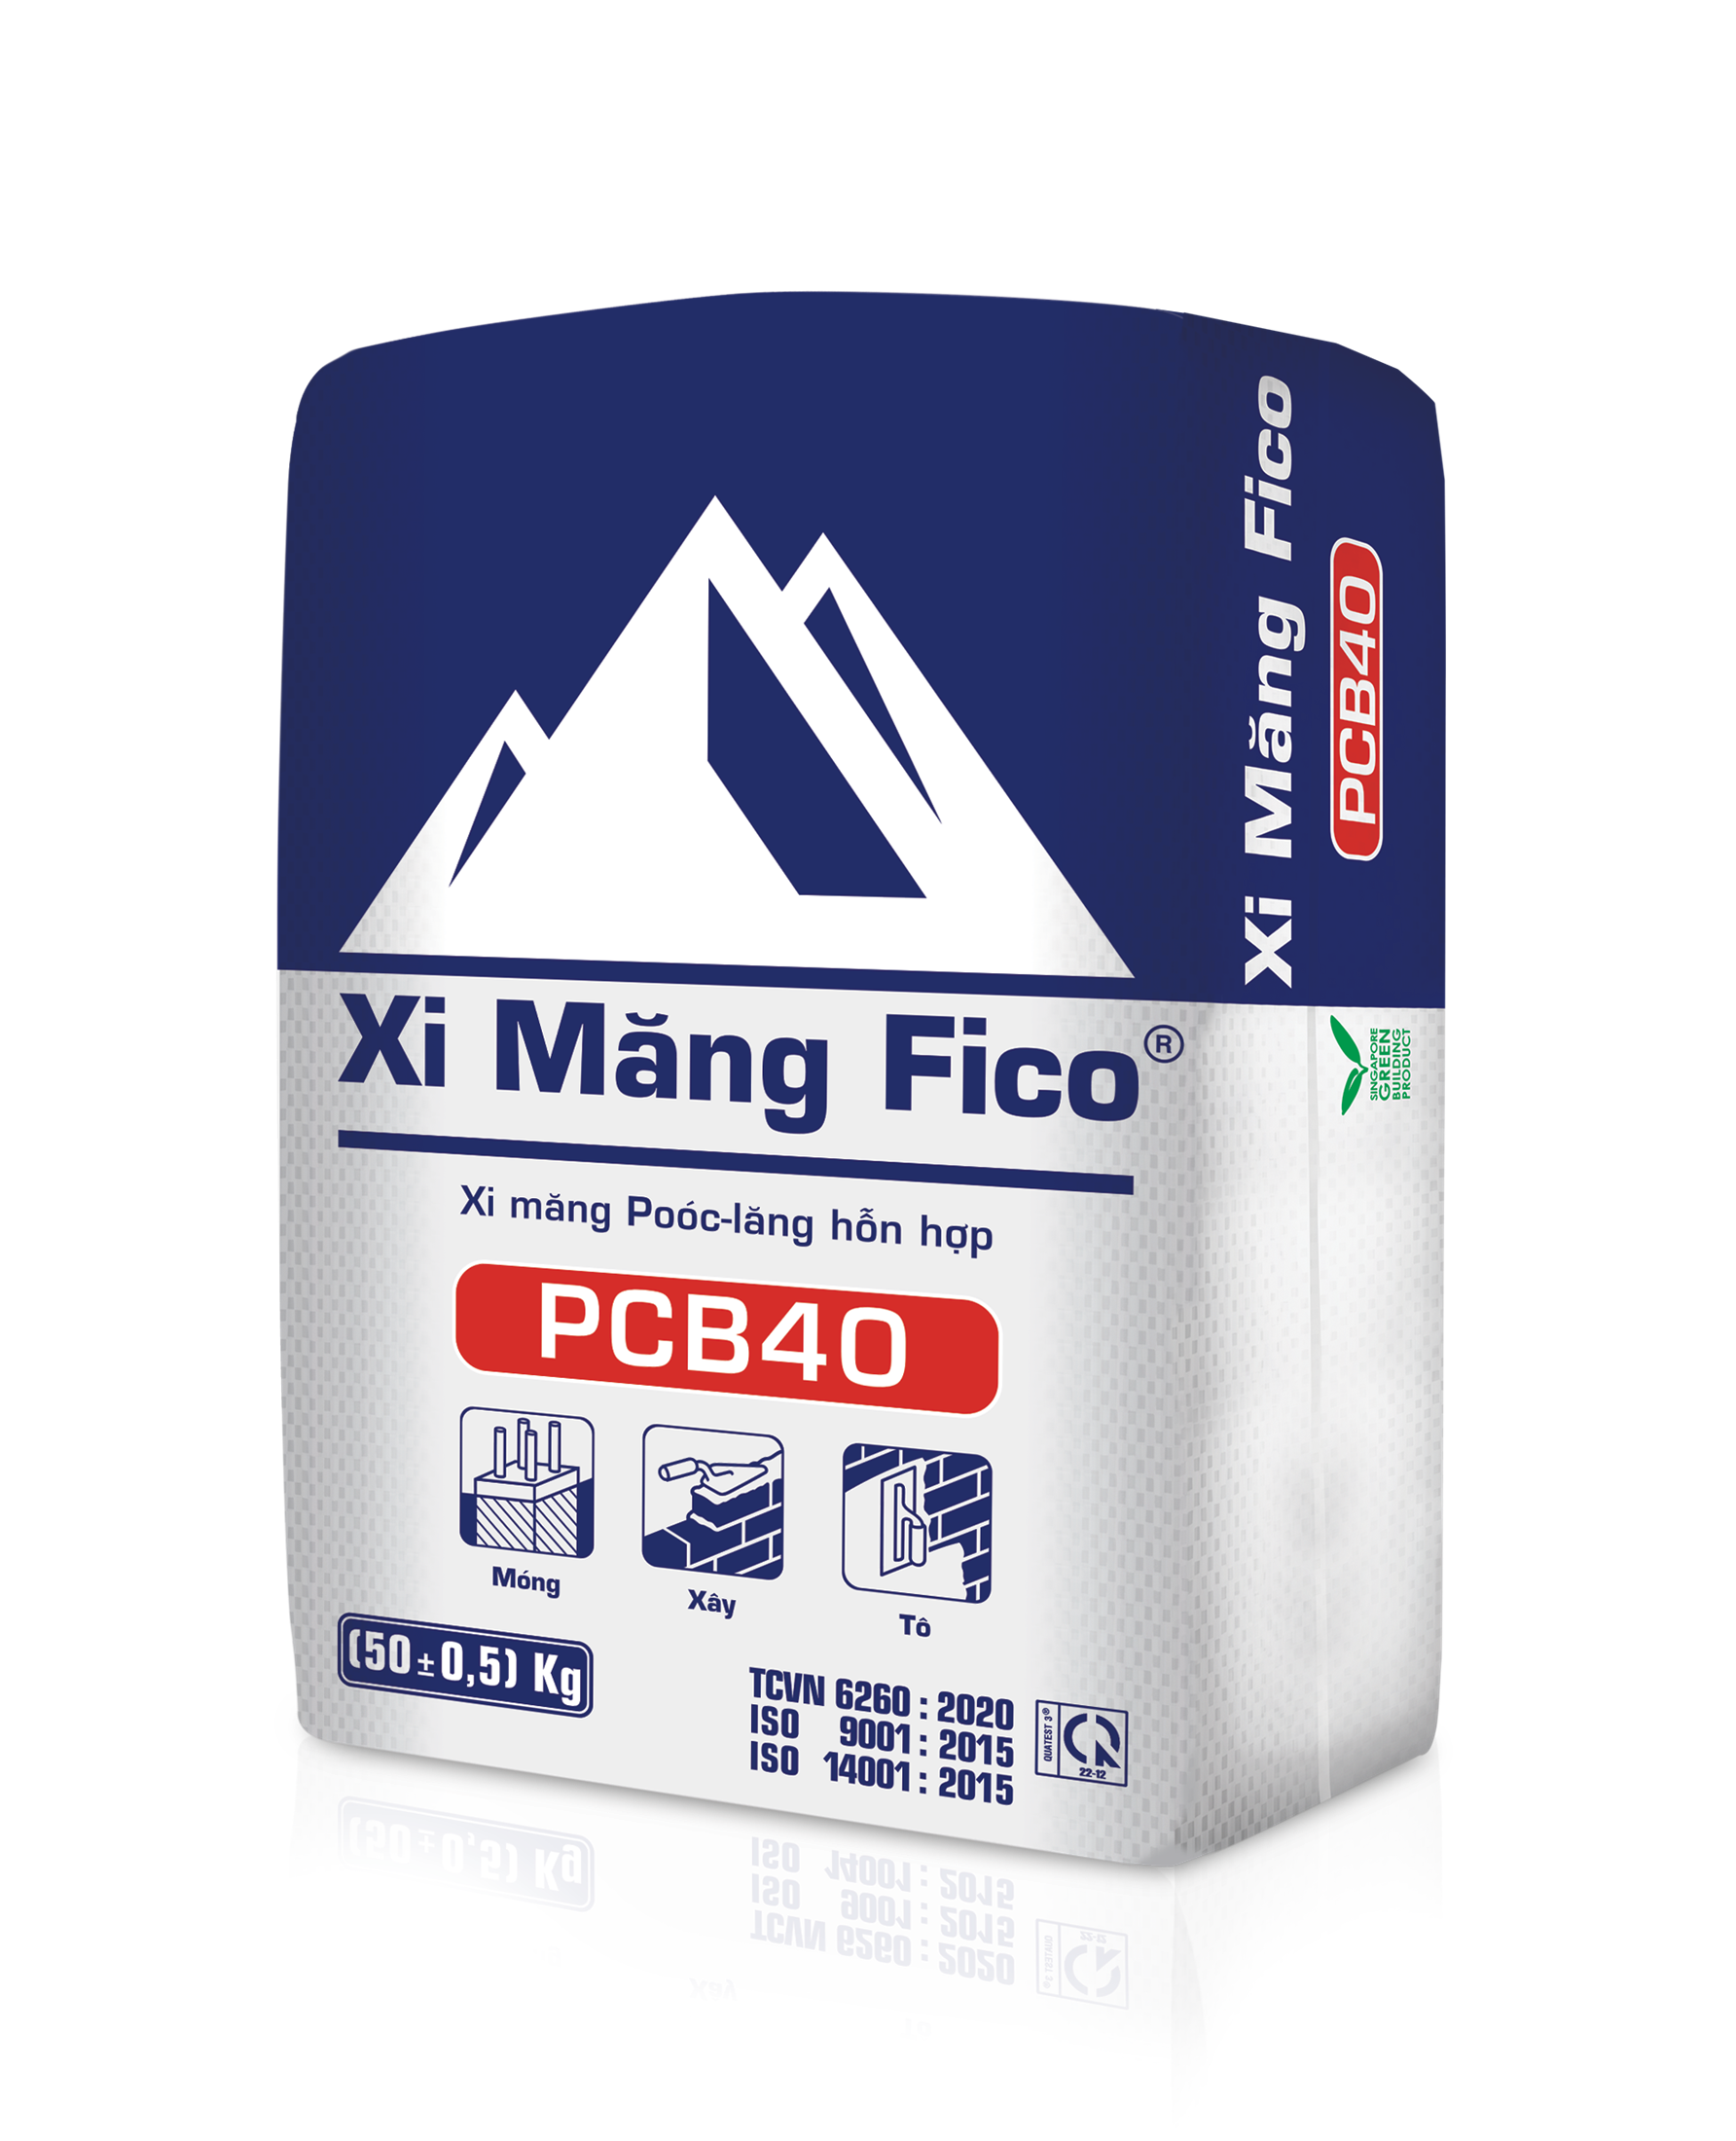 Xi Măng Fico®
Xi măng Poóc-lăng hỗn hợp
PCB40
Móng
Xây
Tô
(50±0,5) Kg
TCVN 6260 : 2020
ISO 9001 : 2015
ISO 14001 : 2015
QUATEST 3®
22-12
Xi Măng Fico
PCB40
SINGAPORE
GREEN
BUILDING
PRODUCT